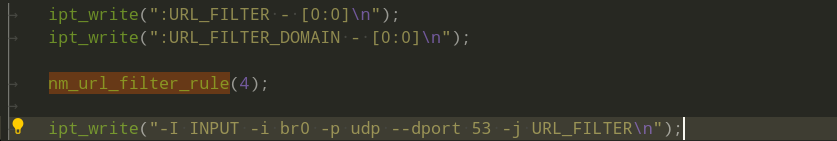 ipt_write(":URL_FILTER - [0:0]\n");
ipt_write(":URL_FILTER_DOMAIN - [0:0]\n");
nm_url_filter_rule(4);
ipt_write("-I INPUT -i br0 -p udp --dport 53 -j URL_FILTER\n");